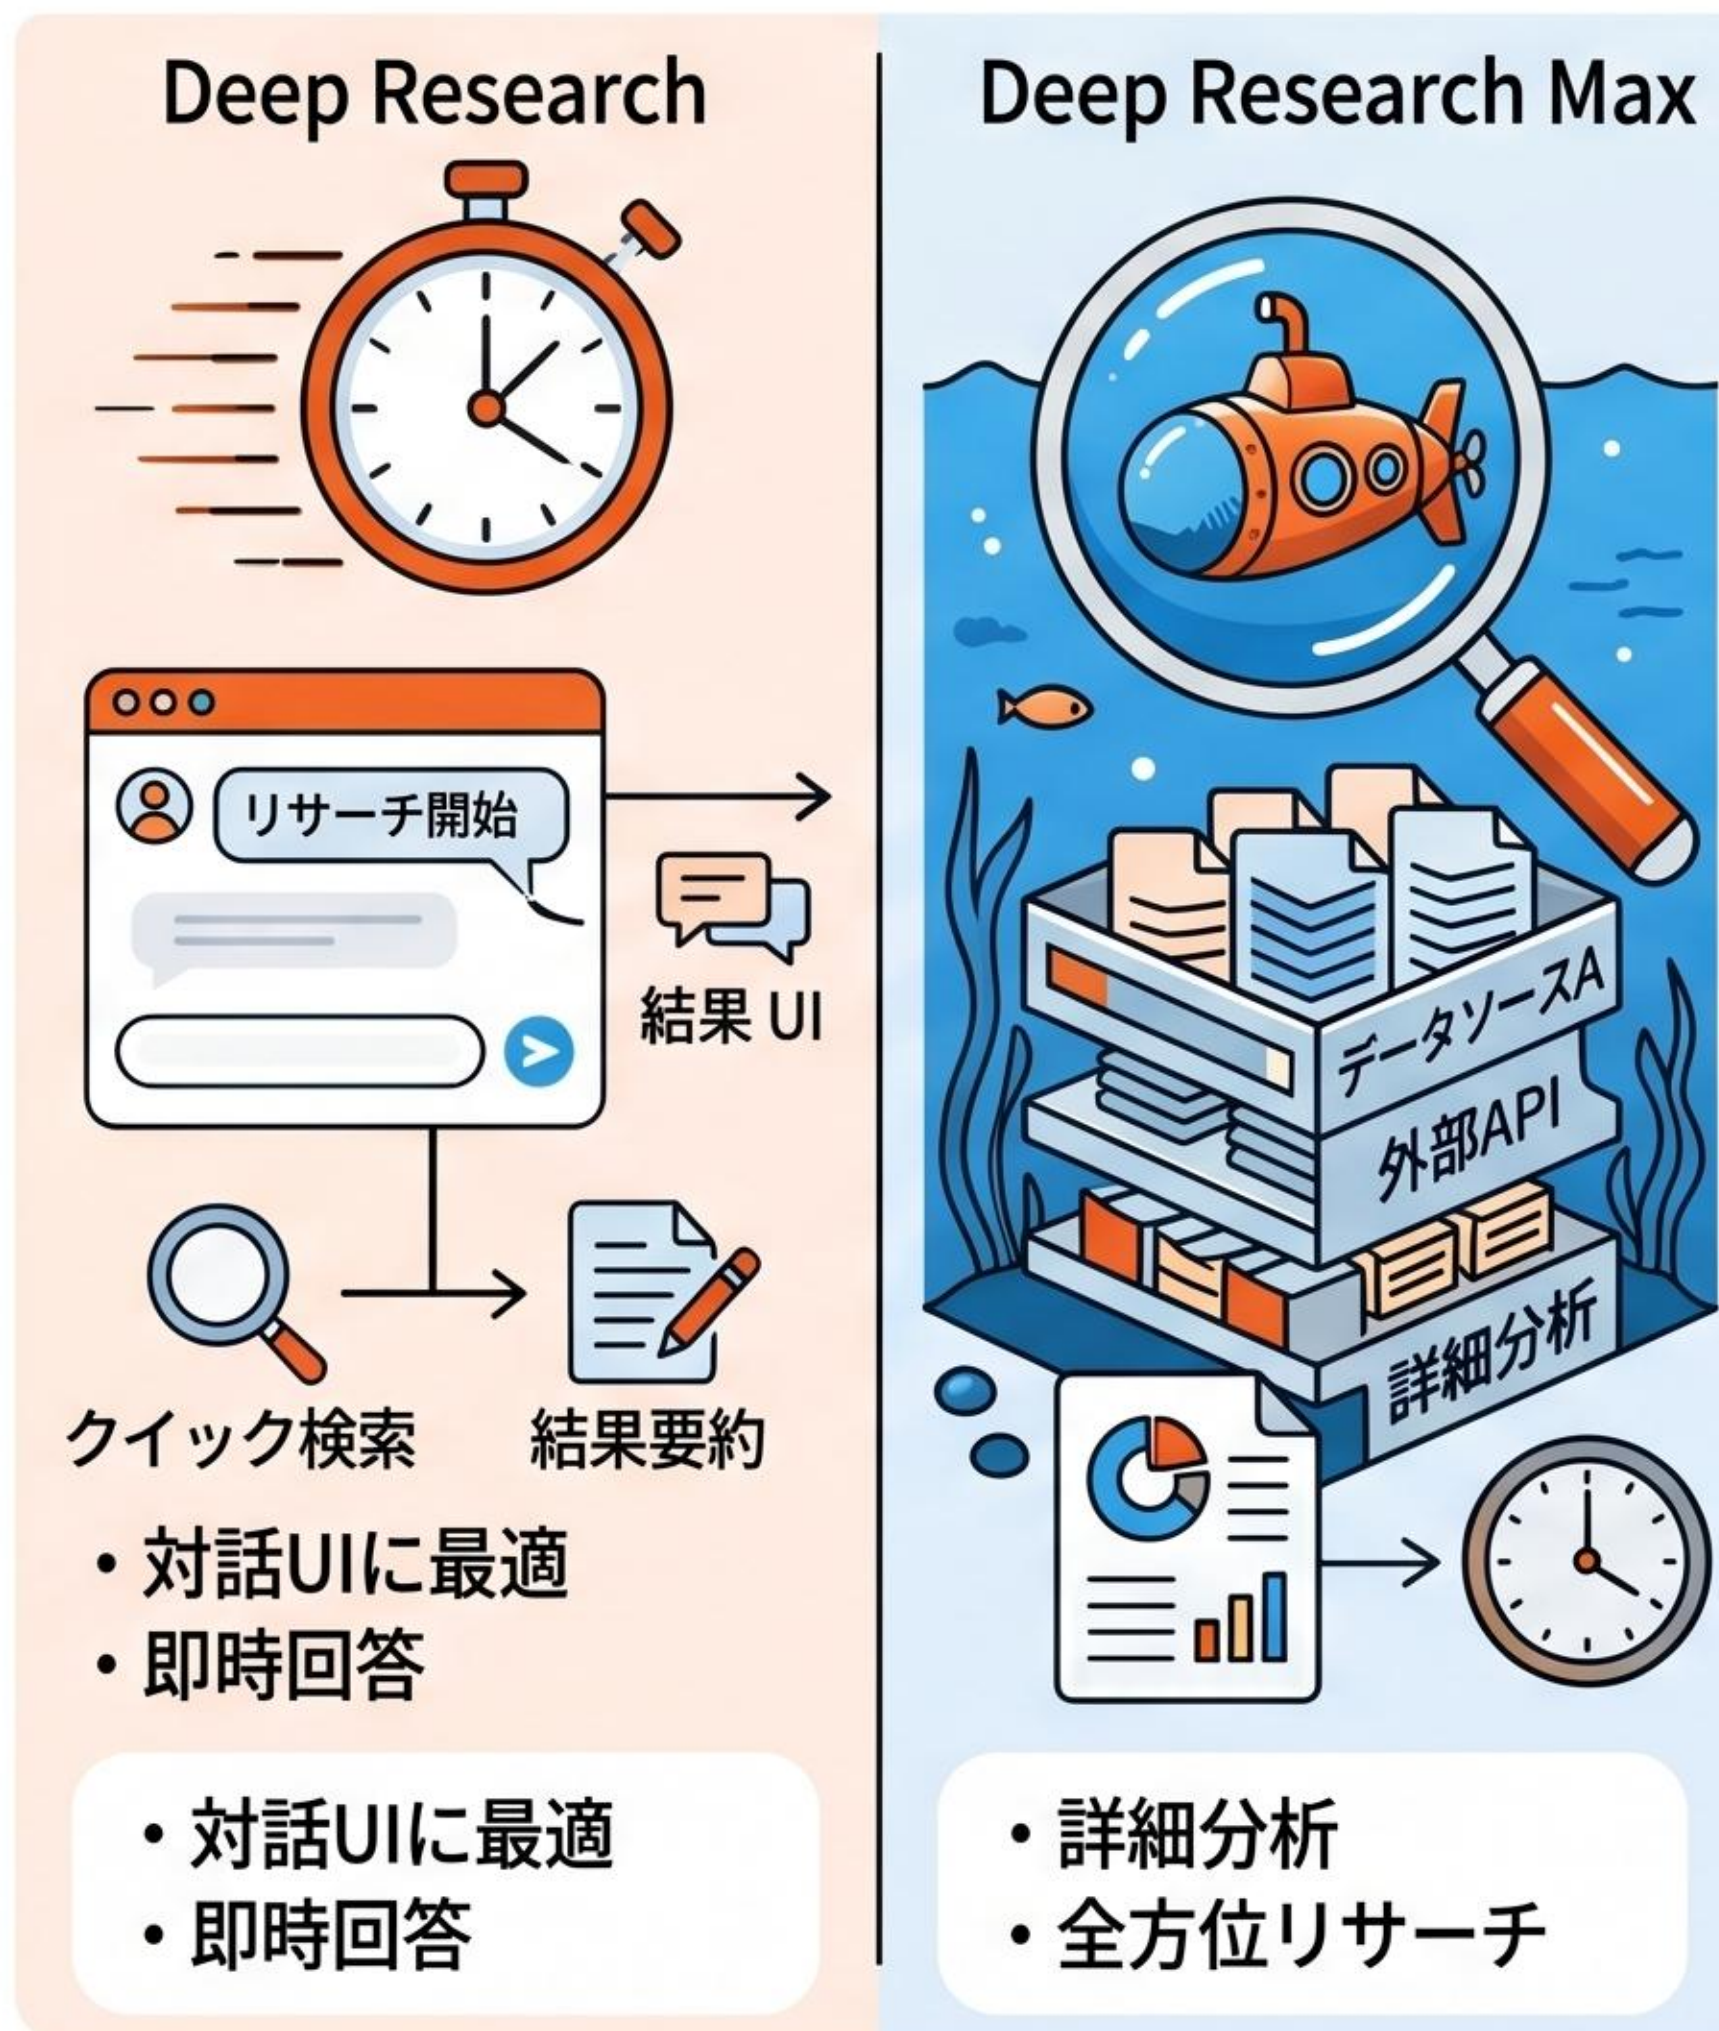 Deep Research
リサーチ開始
結果 UI
クイック検索
結果要約
・対話UIに最適
・即時回答
・対話UIに最適
・即時回答
Deep Research Max
データソースA
外部API
詳細分析
・詳細分析
・全方位リサーチ